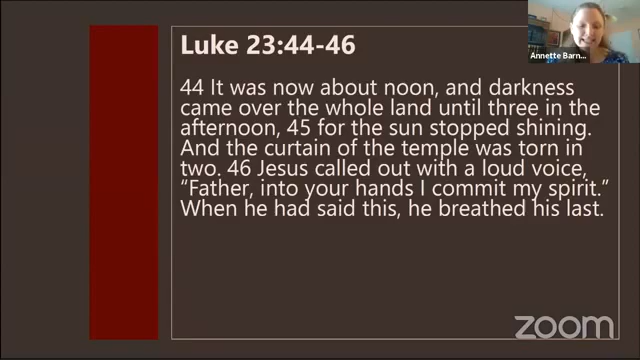 Luke 23:44-46
44 It was now about noon, and darkness
came over the whole land until three in the
afternoon, 45 for the sun stopped shining.
And the curtain of the temple was torn in
two. 46 Jesus called out with a loud voice,
“Father, into your hands I commit my spirit.”
When he had said this, he breathed his last.
Annette Barn...
zoom